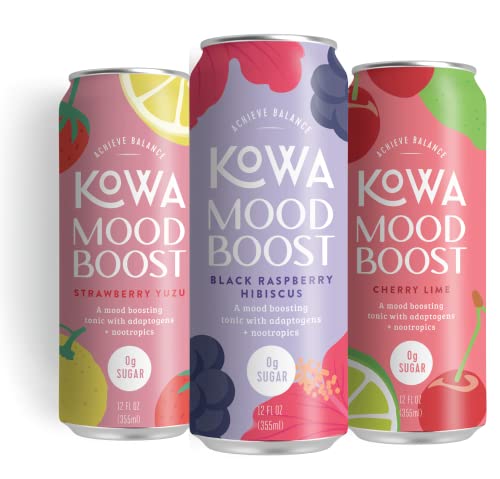 ACHIEVE BALANCE
KOWA
MOOD
BOOST
STRAWBERRY YUZU
A mood boosting
tonic with adaptogens
+ nootropics
0g
SUGAR
12 FL OZ
(355ml)
ACHIEVE BALANCE
KOWA
MOOD
BOOST
BLACK RASPBERRY
HIBISCUS
A mood boosting
tonic with adaptogens
+ nootropics
0g
SUGAR
12 FL OZ
(355ml)
ACHIEVE BALANCE
KOWA
MOOD
BOOST
CHERRY LIME
A mood boosting
tonic with adaptogens
+ nootropics
0g
SUGAR
12 FL OZ
(355ml)